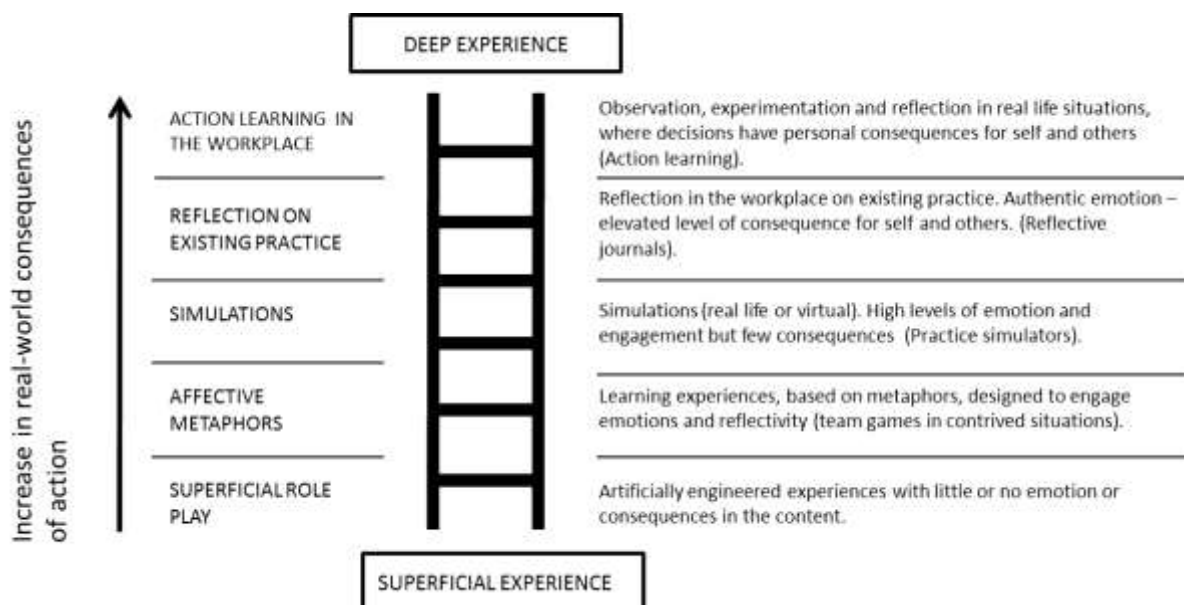 DEEP EXPERIENCE
Increase in real-world consequences
of action
ACTION LEARNING IN
THE WORKPLACE
Observation, experimentation and reflection in real life situations,
where decisions have personal consequences for self and others
(Action learning).
REFLECTION ON
EXISTING PRACTICE
Reflection in the workplace on existing practice. Authentic emotion –
elevated level of consequence for self and others. (Reflective
journals).
SIMULATIONS
Simulations (real life or virtual). High levels of emotion and
engagement but few consequences (Practice simulators).
AFFECTIVE
METAPHORS
Learning experiences, based on metaphors, designed to engage
emotions and reflectivity (team games in contrived situations).
SUPERFICIAL ROLE
PLAY
Artificially engineered experiences with little or no emotion or
consequences in the content.
SUPERFICIAL EXPERIENCE